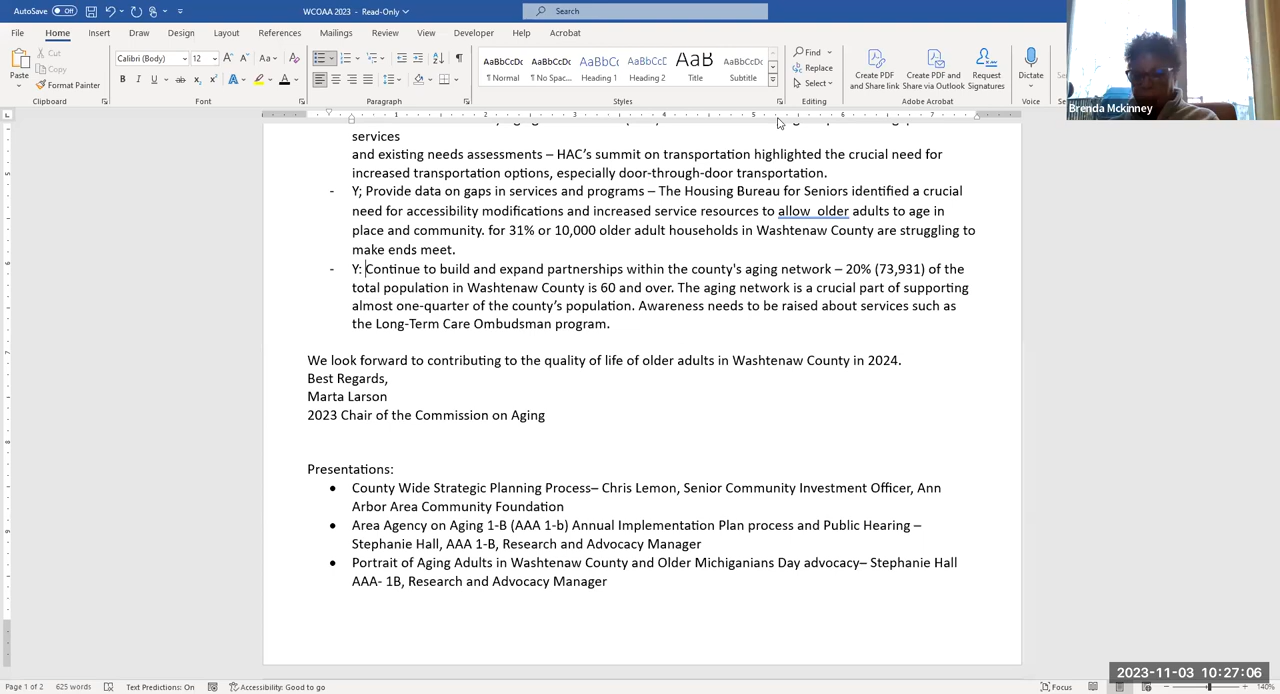 AutoSave Off
WCOAA 2023 - Read-Only
Search
File Home Insert Draw Design Layout References Mailings Review View Developer Help Acrobat
Paste
Cut
Copy
Format Painter
Clipboard
Calibri (Body) 12
Font
Paragraph
AaBbCcDc AaBbCcDc AaBbCc AaBbCcD AaB AaBbCcDc
¶ Normal ¶ No Spac... Heading 1 Heading 2 Title Subtitle
Styles
Find
Replace
Select
Editing
Create PDF and Share link
Create PDF and Share via Outlook
Request Signatures
Adobe Acrobat
Dictate
Voice
Brenda Mckinney
services
and existing needs assessments – HAC’s summit on transportation highlighted the crucial need for
increased transportation options, especially door-through-door transportation.
- Y; Provide data on gaps in services and programs – The Housing Bureau for Seniors identified a crucial
need for accessibility modifications and increased service resources to allow older adults to age in
place and community. for 31% or 10,000 older adult households in Washtenaw County are struggling to
make ends meet.
- Y: Continue to build and expand partnerships within the county's aging network – 20% (73,931) of the
total population in Washtenaw County is 60 and over. The aging network is a crucial part of supporting
almost one-quarter of the county’s population. Awareness needs to be raised about services such as
the Long-Term Care Ombudsman program.
We look forward to contributing to the quality of life of older adults in Washtenaw County in 2024.
Best Regards,
Marta Larson
2023 Chair of the Commission on Aging
Presentations:
• County Wide Strategic Planning Process– Chris Lemon, Senior Community Investment Officer, Ann
Arbor Area Community Foundation
• Area Agency on Aging 1-B (AAA 1-b) Annual Implementation Plan process and Public Hearing –
Stephanie Hall, AAA 1-B, Research and Advocacy Manager
• Portrait of Aging Adults in Washtenaw County and Older Michiganians Day advocacy– Stephanie Hall
AAA- 1B, Research and Advocacy Manager
2023-11-03 10:27:06
Page 1 of 2 625 words Text Predictions: On Accessibility: Good to go Focus 140%